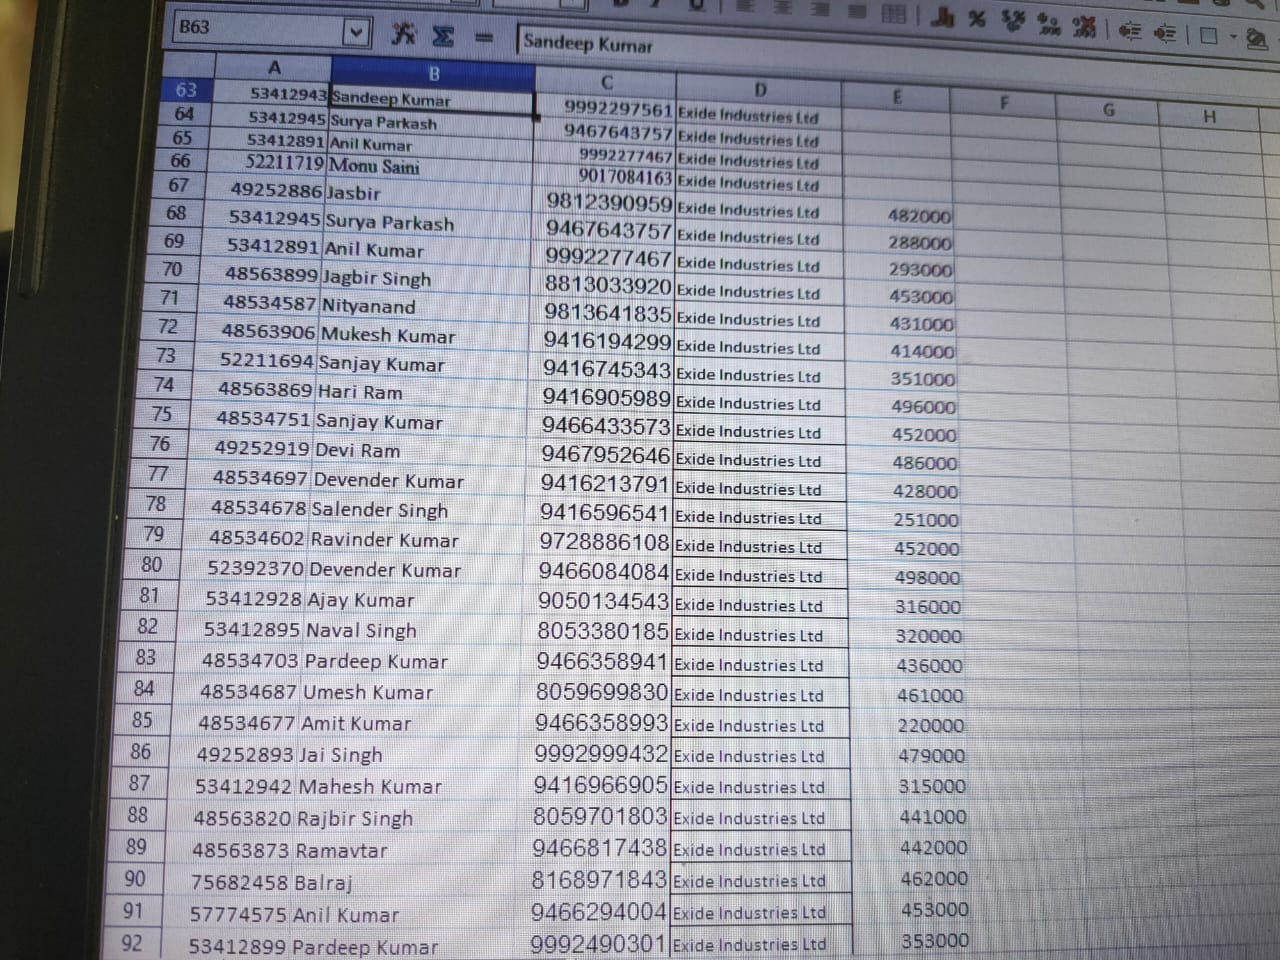 B63 Sandeep Kumar
A B C D E F G H
63 53412943 Sandeep Kumar 9992297561 Exide Industries Ltd
64 53412945 Surya Parkash 9467643757 Exide Industries Ltd
65 53412891 Anil Kumar 9992277467 Exide Industries Ltd
66 52211719 Monu Saini 9017084163 Exide Industries Ltd
67 49252886 Jasbir 9812390959 Exide Industries Ltd 482000
68 53412945 Surya Parkash 9467643757 Exide Industries Ltd 288000
69 53412891 Anil Kumar 9992277467 Exide Industries Ltd 293000
70 48563899 Jagbir Singh 8813033920 Exide Industries Ltd 453000
71 48534587 Nityanand 9813641835 Exide Industries Ltd 431000
72 48563906 Mukesh Kumar 9416194299 Exide Industries Ltd 414000
73 52211694 Sanjay Kumar 9416745343 Exide Industries Ltd 351000
74 48563869 Hari Ram 9416905989 Exide Industries Ltd 496000
75 48534751 Sanjay Kumar 9466433573 Exide Industries Ltd 452000
76 49252919 Devi Ram 9467952646 Exide Industries Ltd 486000
77 48534697 Devender Kumar 9416213791 Exide Industries Ltd 428000
78 48534678 Salender Singh 9416596541 Exide Industries Ltd 251000
79 48534602 Ravinder Kumar 9728886108 Exide Industries Ltd 452000
80 52392370 Devender Kumar 9466084084 Exide Industries Ltd 498000
81 53412928 Ajay Kumar 9050134543 Exide Industries Ltd 316000
82 53412895 Naval Singh 8053380185 Exide Industries Ltd 320000
83 48534703 Pardeep Kumar 9466358941 Exide Industries Ltd 436000
84 48534687 Umesh Kumar 8059699830 Exide Industries Ltd 461000
85 48534677 Amit Kumar 9466358993 Exide Industries Ltd 220000
86 49252893 Jai Singh 9992999432 Exide Industries Ltd 479000
87 53412942 Mahesh Kumar 9416966905 Exide Industries Ltd 315000
88 48563820 Rajbir Singh 8059701803 Exide Industries Ltd 441000
89 48563873 Ramavtar 9466817438 Exide Industries Ltd 442000
90 75682458 Balraj 8168971843 Exide Industries Ltd 462000
91 57774575 Anil Kumar 9466294004 Exide Industries Ltd 453000
92 53412899 Pardeep Kumar 9992490301 Exide Industries Ltd 353000